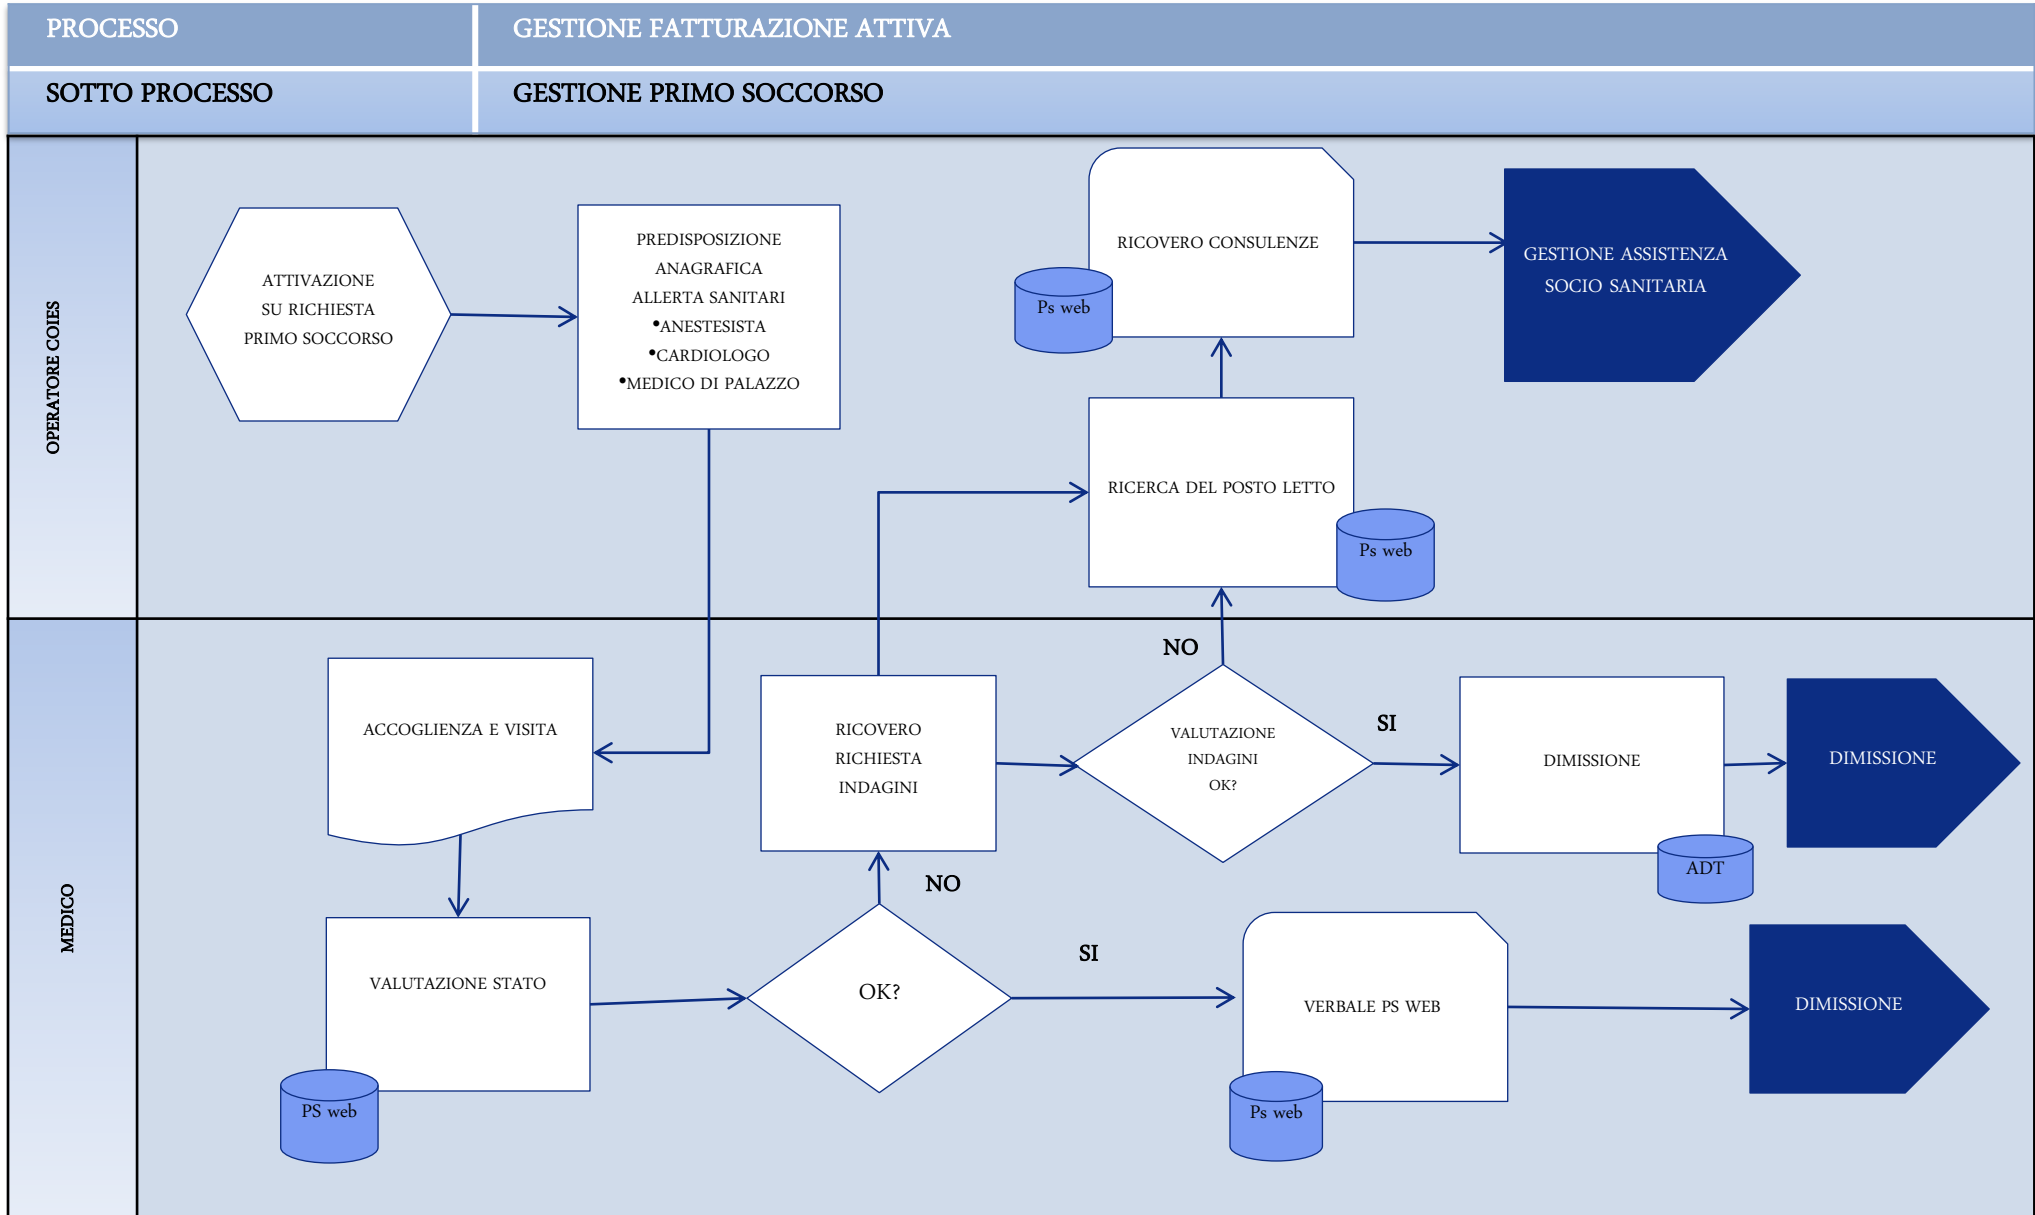 PROCESSO
GESTIONE FATTURAZIONE ATTIVA
SOTTO PROCESSO
GESTIONE PRIMO SOCCORSO
OPERATORE COIES
ATTIVAZIONE
SU RICHIESTA
PRIMO SOCCORSO
PREDISPOSIZIONE
ANAGRAFICA
ALLERTA SANITARI
•ANESTESISTA
•CARDIOLOGO
•MEDICO DI PALAZZO
RICOVERO CONSULENZE
Ps web
GESTIONE ASSISTENZA
SOCIO SANITARIA
RICERCA DEL POSTO LETTO
Ps web
MEDICO
ACCOGLIENZA E VISITA
RICOVERO
RICHIESTA
INDAGINI
NO
VALUTAZIONE
INDAGINI
OK?
SI
DIMISSIONE
ADT
DIMISSIONE
VALUTAZIONE STATO
PS web
NO
OK?
SI
VERBALE PS WEB
Ps web
DIMISSIONE